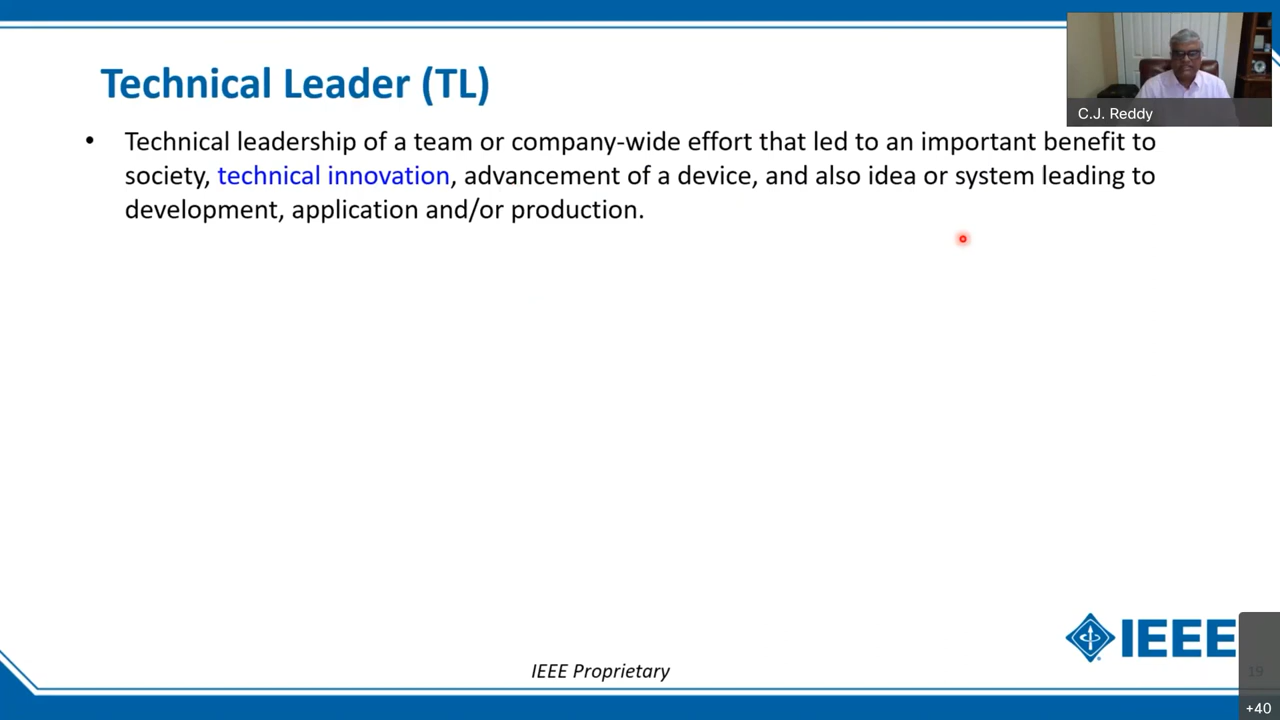 Technical Leader (TL)
C.J. Reddy
• Technical leadership of a team or company-wide effort that led to an important benefit to
society, technical innovation, advancement of a device, and also idea or system leading to
development, application and/or production.
IEEE
IEEE Proprietary
19
+40